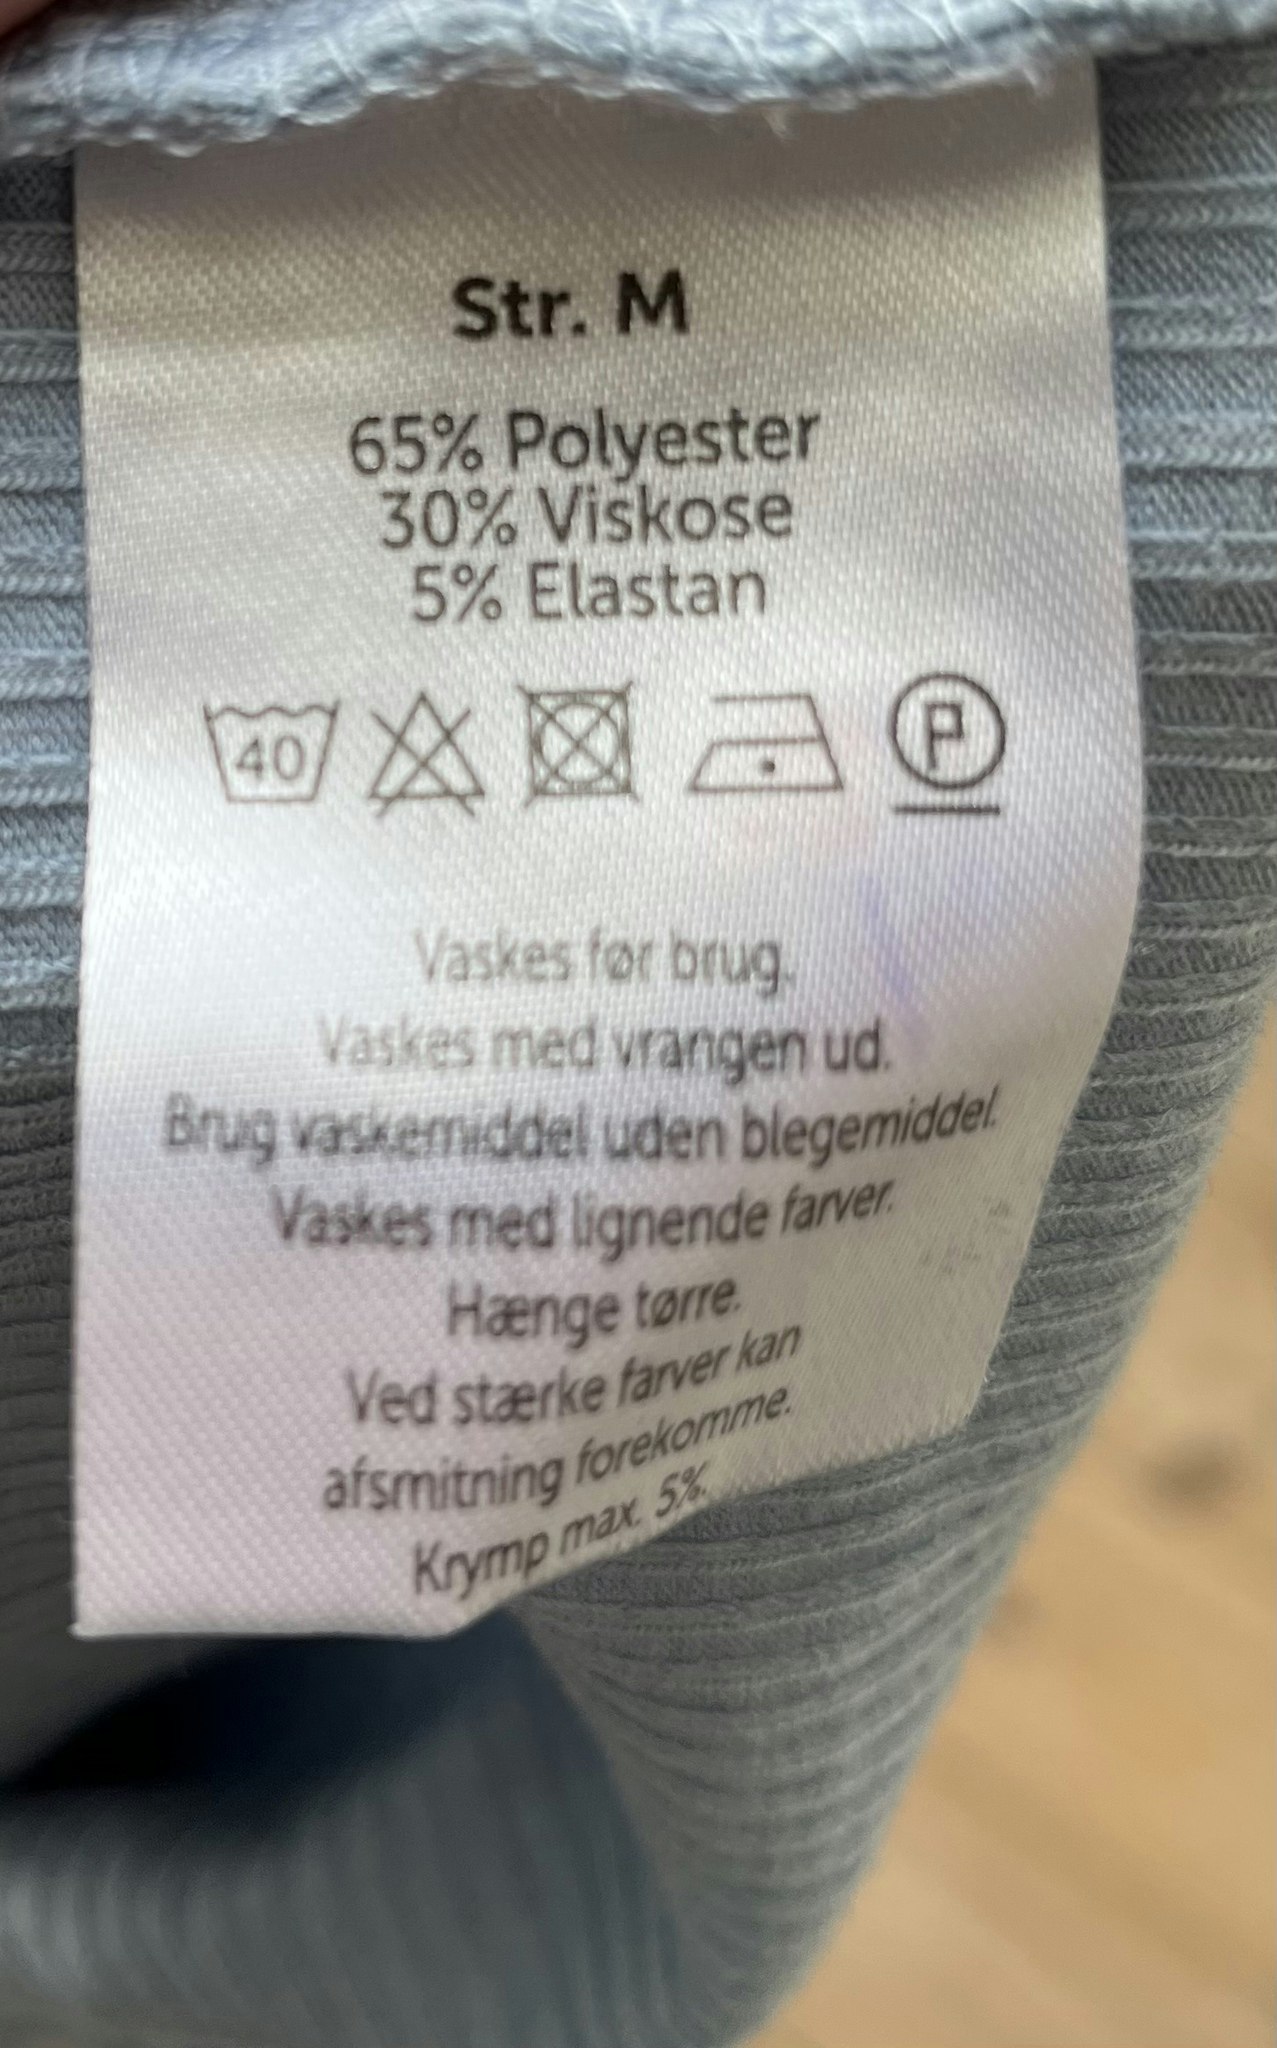 Str. M
65% Polyester
30% Viskose
5% Elastan
40
P
Vaskes før brug.
Vaskes med vrangen ud.
Brug vaskemiddel uden blegemiddel.
Vaskes med lignende farver.
Hænge tørre.
Ved stærke farver kan
afsmitning forekomme.
Krymp max. 5%.